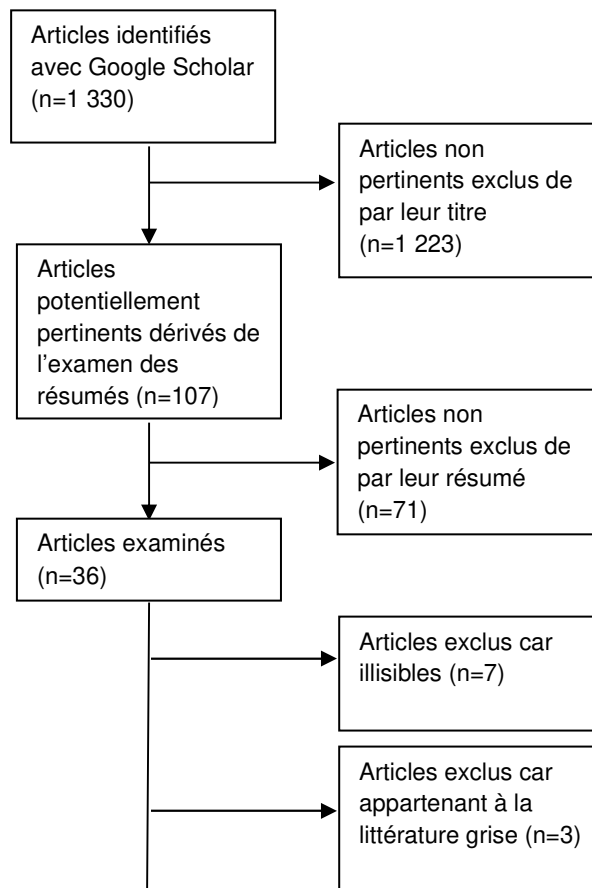 Articles identifiés
avec Google Scholar
(n=1 330)
Articles non
pertinents exclus de
par leur titre
(n=1 223)
Articles
potentiellement
pertinents dérivés de
l'examen des
résumés (n=107)
Articles non
pertinents exclus de
par leur résumé
(n=71)
Articles examinés
(n=36)
Articles exclus car
illisibles (n=7)
Articles exclus car
appartenant à la
littérature grise (n=3)